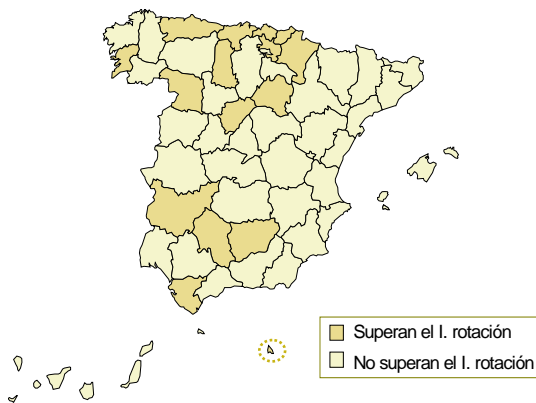 Superan el I. rotación
No superan el I. rotación